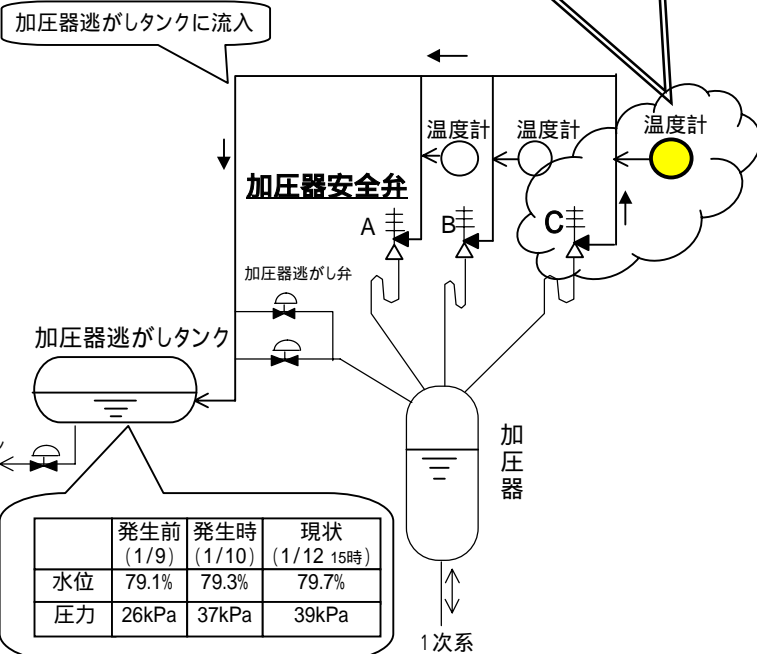 加圧器逃がしタンクに流入
温度計
温度計
温度計
加圧器安全弁
A
B
C
加圧器逃がし弁
加圧器逃がしタンク
加圧器
発生前 発生時 現状
(1/9) (1/10) (1/12 15時)
水位 79.1% 79.3% 79.7%
圧力 26kPa 37kPa 39kPa
1次系